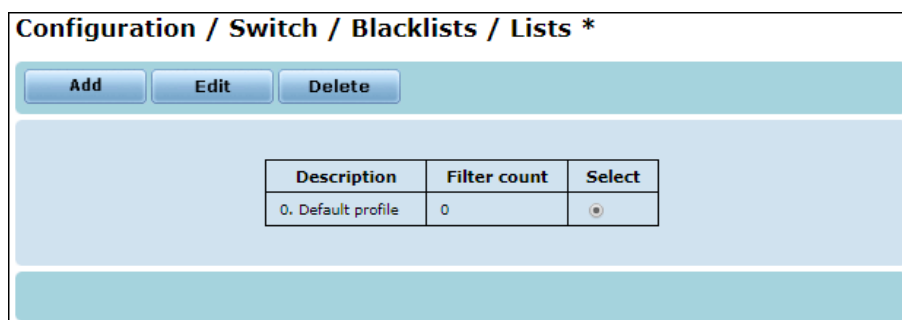 Configuration / Switch / Blacklists / Lists *
Add Edit Delete
Description Filter count Select
0. Default profile 0